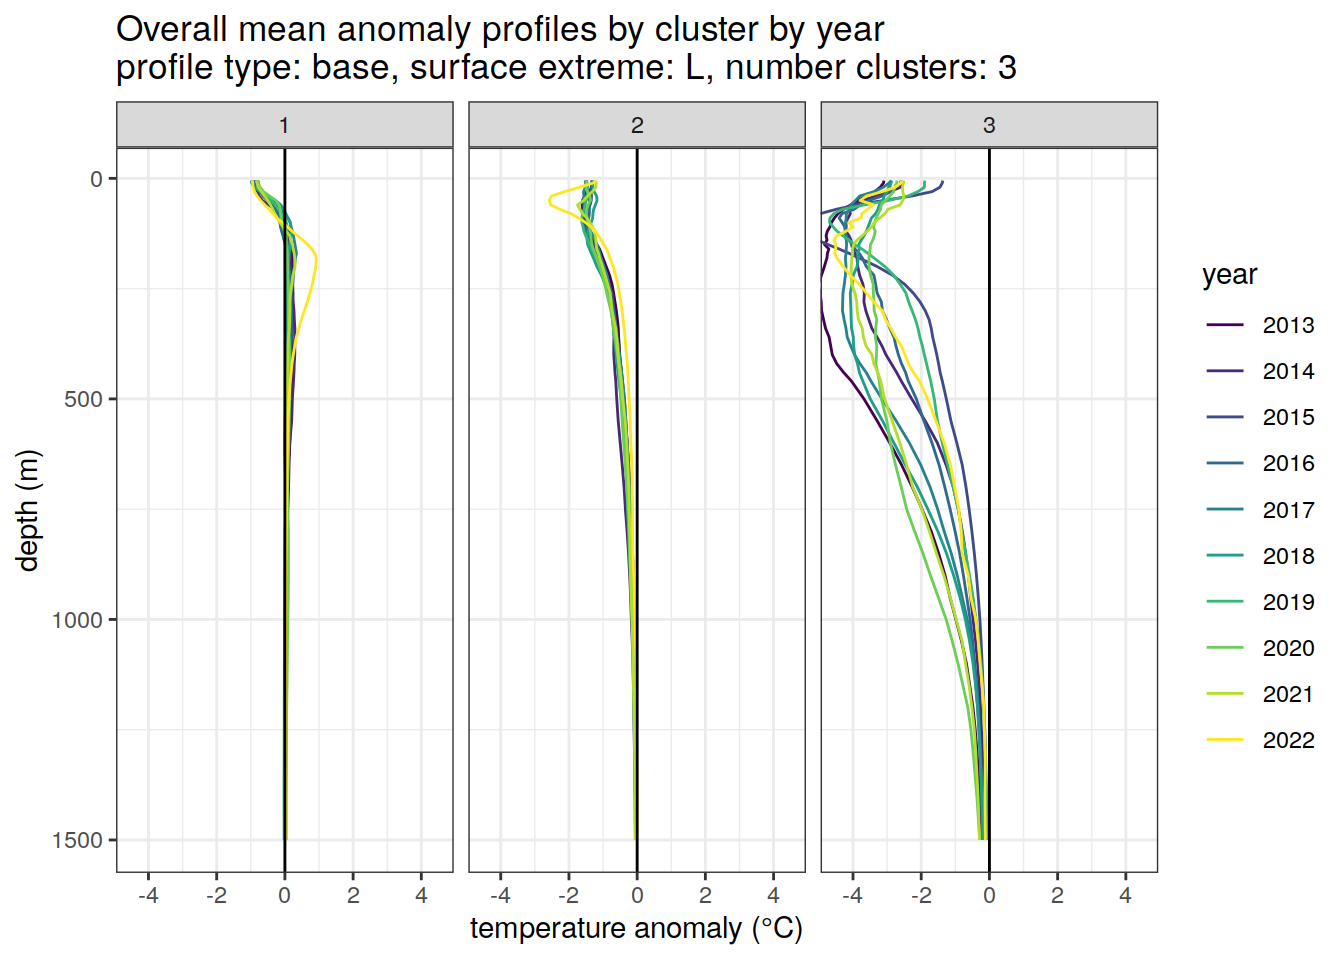 Overall mean anomaly profiles by cluster by year
profile type: base, surface extreme: L, number clusters: 3
1
2
3
0
500
1000
1500
depth (m)
-4 -2 0 2 4
-4 -2 0 2 4
-4 -2 0 2 4
temperature anomaly (°C)
year
2013
2014
2015
2016
2017
2018
2019
2020
2021
2022